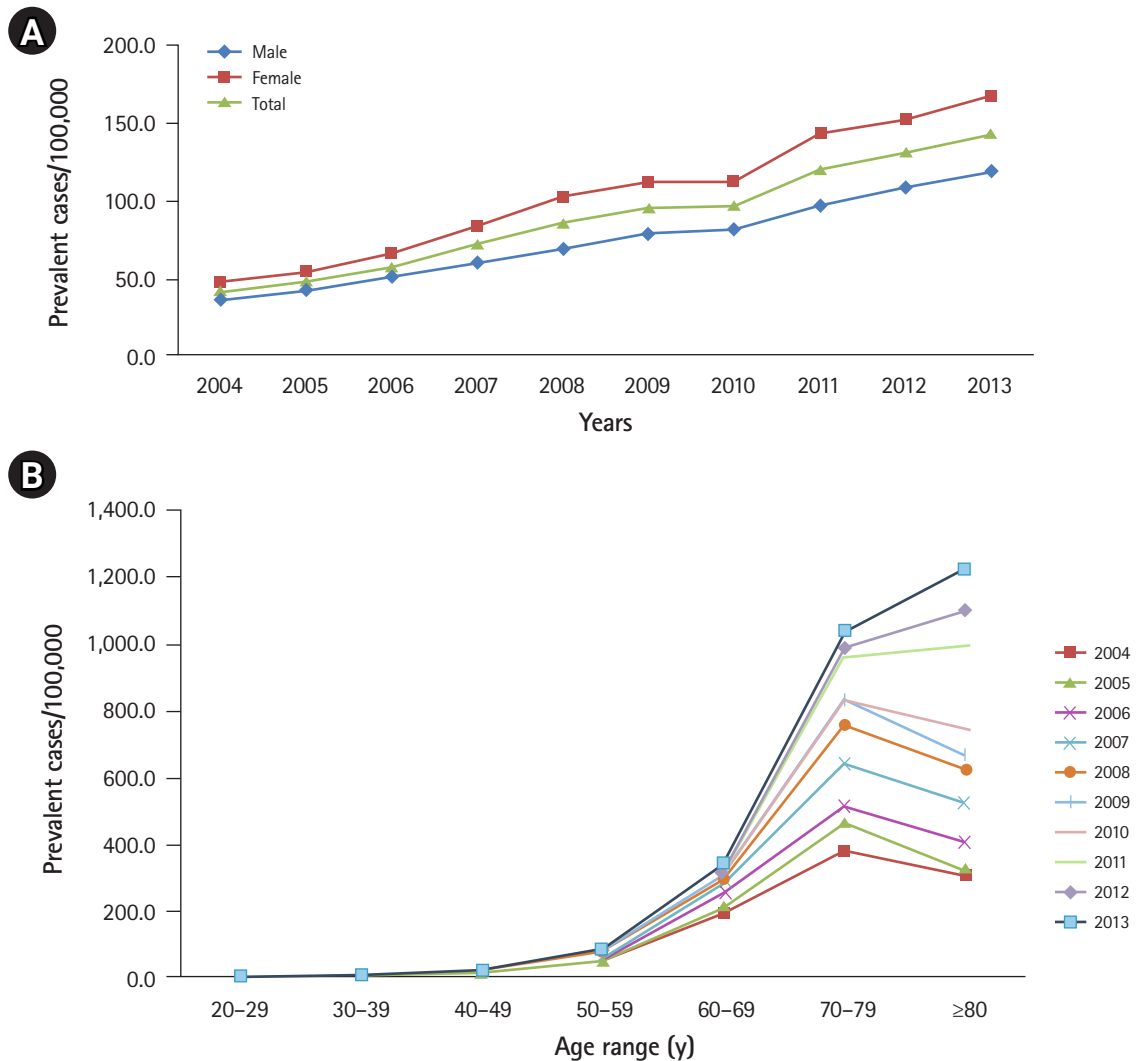 A
200.0
150.0
100.0
50.0
0.0
Prevalent cases/100,000
Male
Female
Total
2004 2005 2006 2007 2008 2009 2010 2011 2012 2013
Years
B
1,400.0
1,200.0
1,000.0
800.0
600.0
400.0
200.0
0.0
Prevalent cases/100,000
20–29 30–39 40–49 50–59 60–69 70–79 ≥80
Age range (y)
2004
2005
2006
2007
2008
2009
2010
2011
2012
2013